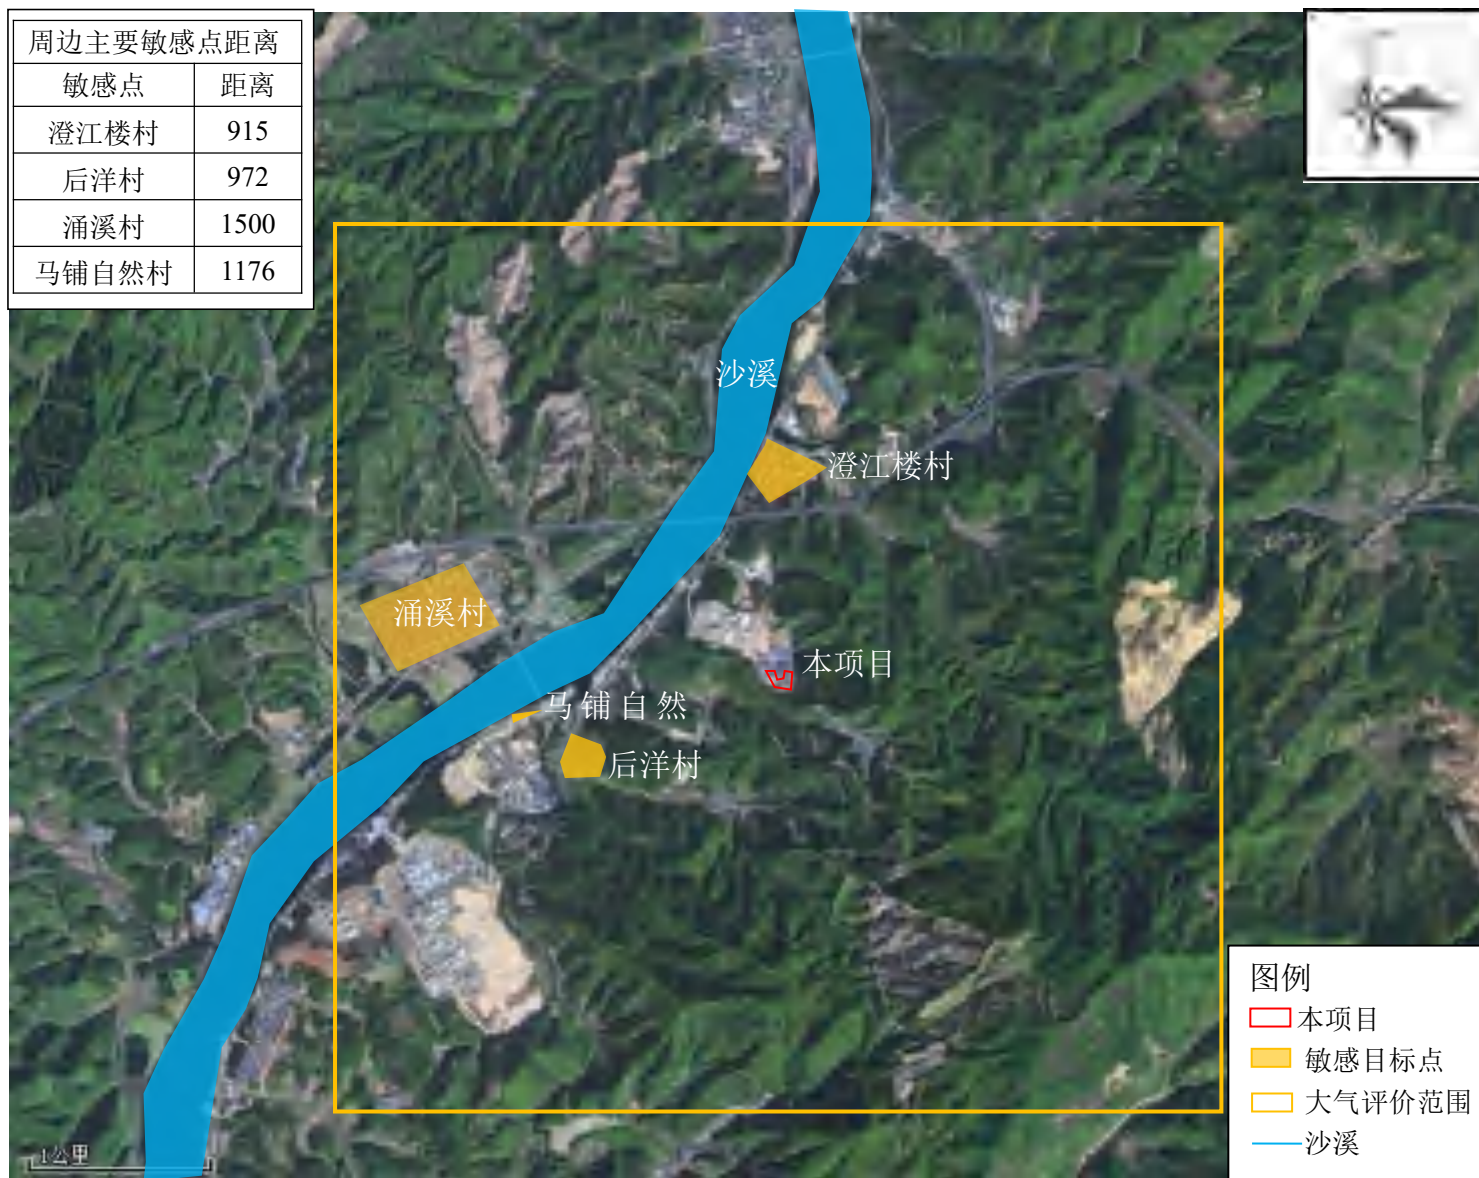 周边主要敏感点距离
敏感点 距离
澄江楼村 915
后洋村 972
涌溪村 1500
马铺自然村 1176
沙溪
澄江楼村
涌溪村
本项目
马铺自然
后洋村
图例
本项目
敏感目标点
大气评价范围
沙溪
1公里